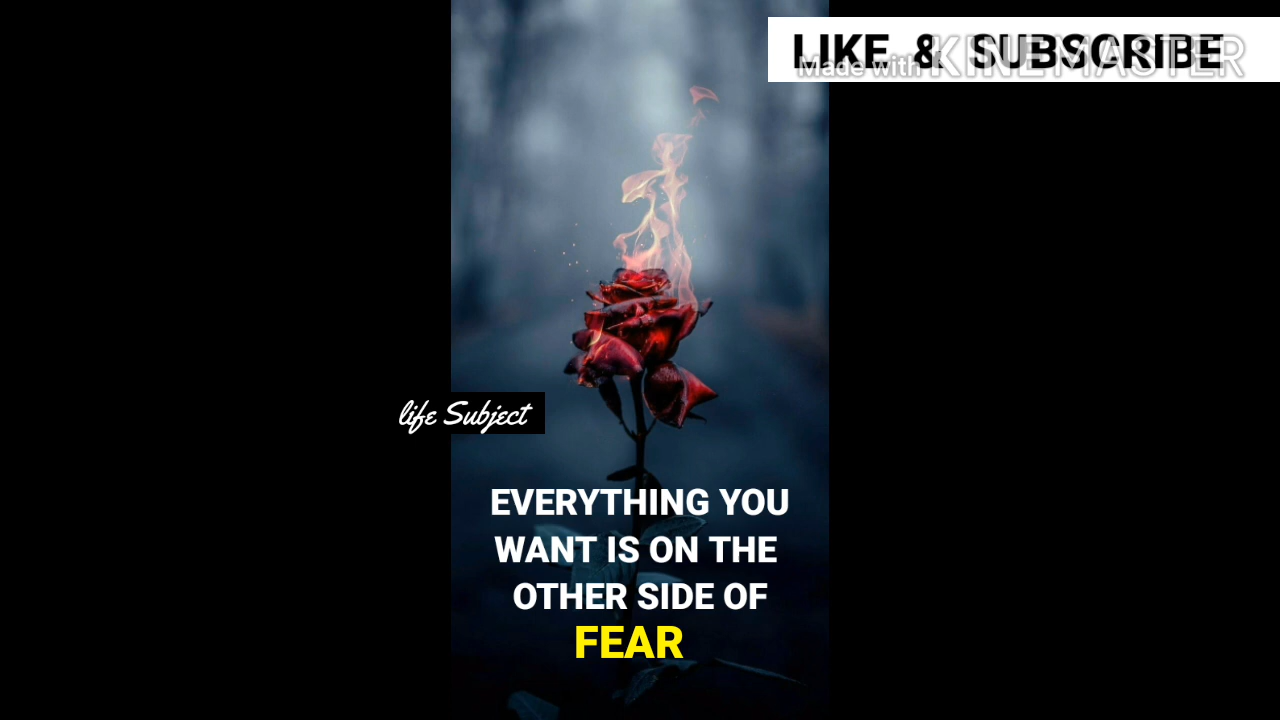 LIKE & SUBSCRIBE
Made with KINEMASTER
life Subject
EVERYTHING YOU
WANT IS ON THE
OTHER SIDE OF
FEAR